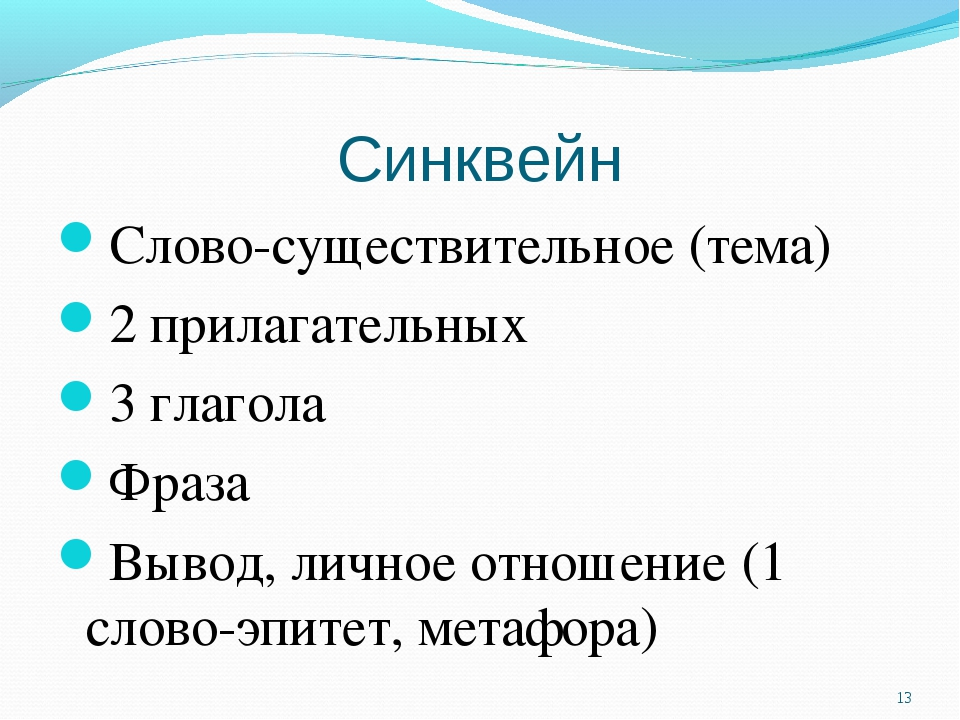 Синквейн
Слово-существительное (тема)
2 прилагательных
3 глагола
Фраза
Вывод, личное отношение (1
слово-эпитет, метафора)
13